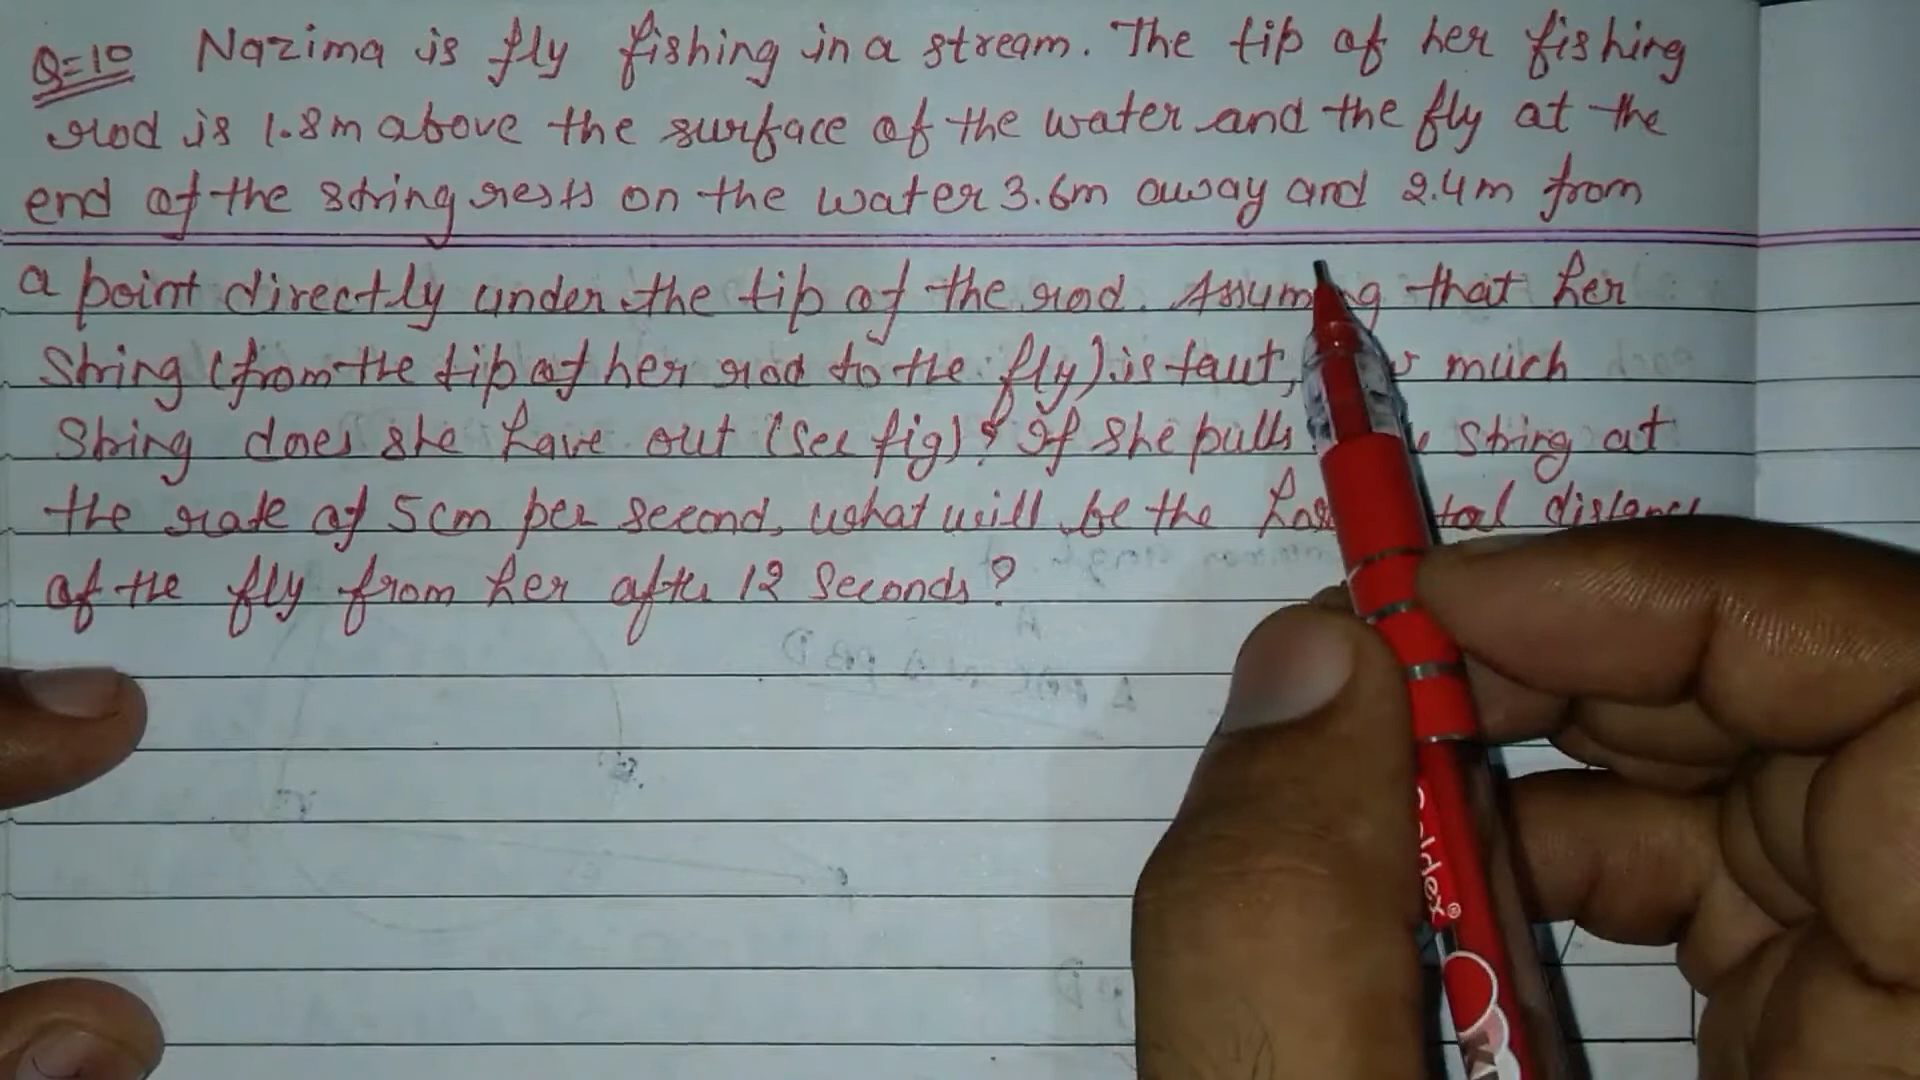 Q=10 Nazima is fly fishing in a stream. The tip of her fishing
rod is 1.8m above the surface of the water and the fly at the
end of the string rests on the water 3.6m away and 2.4m from
a point directly under the tip of the rod. Assuming that her
String (from the tip of her rod to the fly) is taut, much
String does she have out (see fig)? If she pulls string at
the rate of 5cm per second, what will be the distance
of the fly from her after 12 Seconds?
Goldex